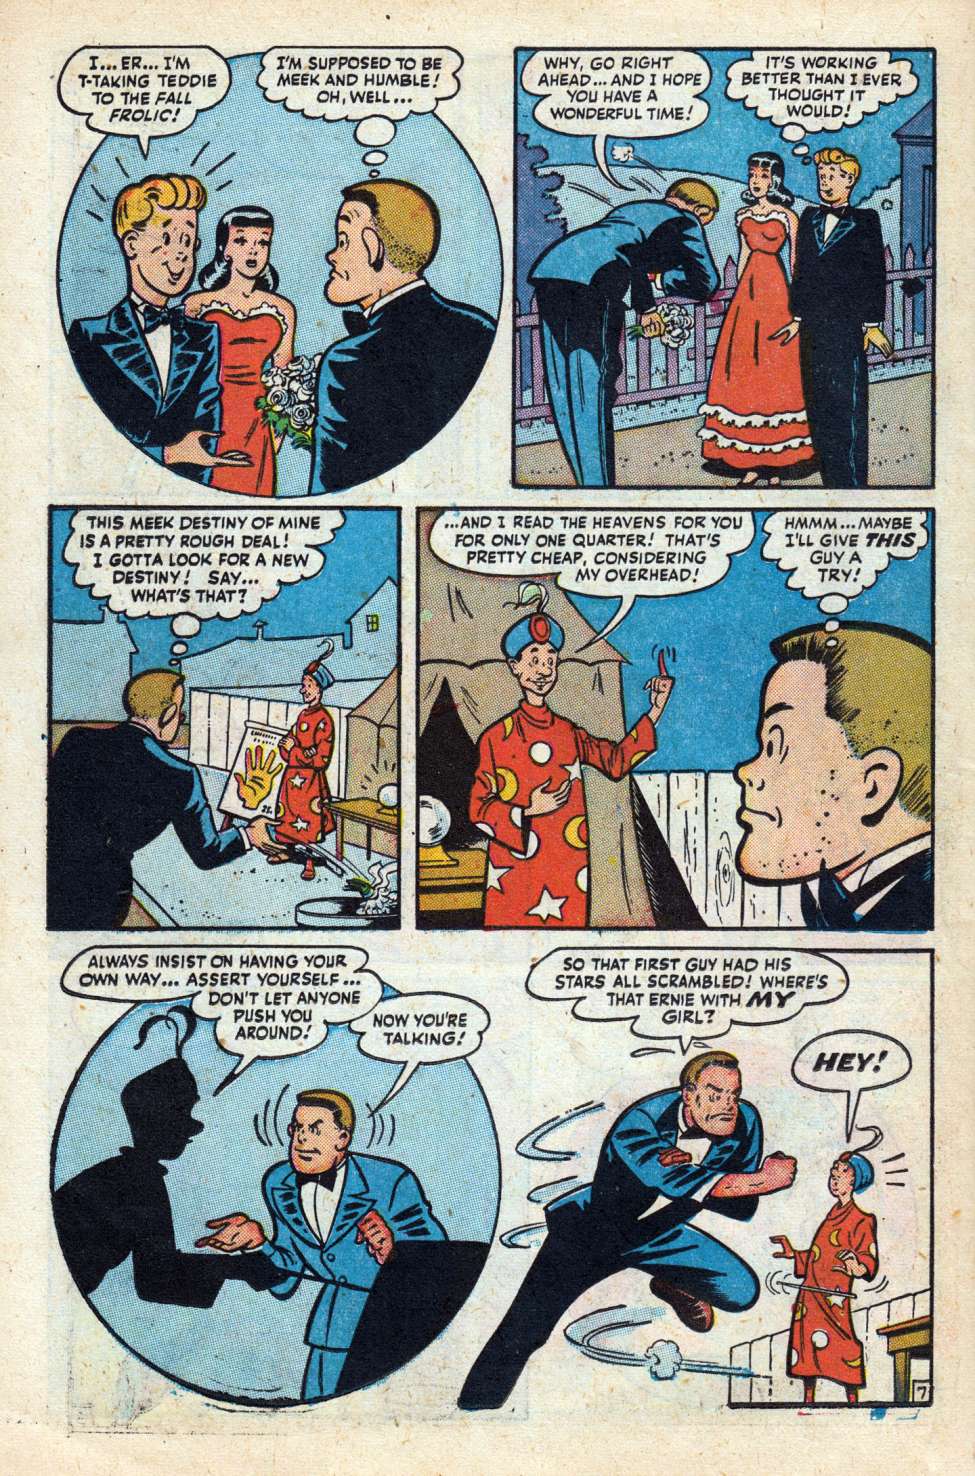 I...ER...I'M
T-TAKING TEDDIE
TO THE FALL
FROLIC!
I'M SUPPOSED TO BE
MEEK AND HUMBLE!
OH, WELL...
WHY, GO RIGHT
AHEAD...AND I HOPE
YOU HAVE A
WONDERFUL TIME!
IT'S WORKING
BETTER THAN I EVER
THOUGHT IT
WOULD!
THIS MEEK DESTINY OF MINE
IS A PRETTY ROUGH DEAL!
I GOTTA LOOK FOR A NEW
DESTINY! SAY...
WHAT'S THAT?
...AND I READ THE HEAVENS FOR YOU
FOR ONLY ONE QUARTER! THAT'S
PRETTY CHEAP, CONSIDERING
MY OVERHEAD!
HMMM...MAYBE
I'LL GIVE THIS
GUY A
TRY!
ALWAYS INSIST ON HAVING YOUR
OWN WAY... ASSERT YOURSELF...
DON'T LET ANYONE
PUSH YOU
AROUND!
NOW YOU'RE
TALKING!
SO THAT FIRST GUY HAD HIS
STARS ALL SCRAMBLED! WHERE'S
THAT ERNIE WITH MY
GIRL?
HEY!
7